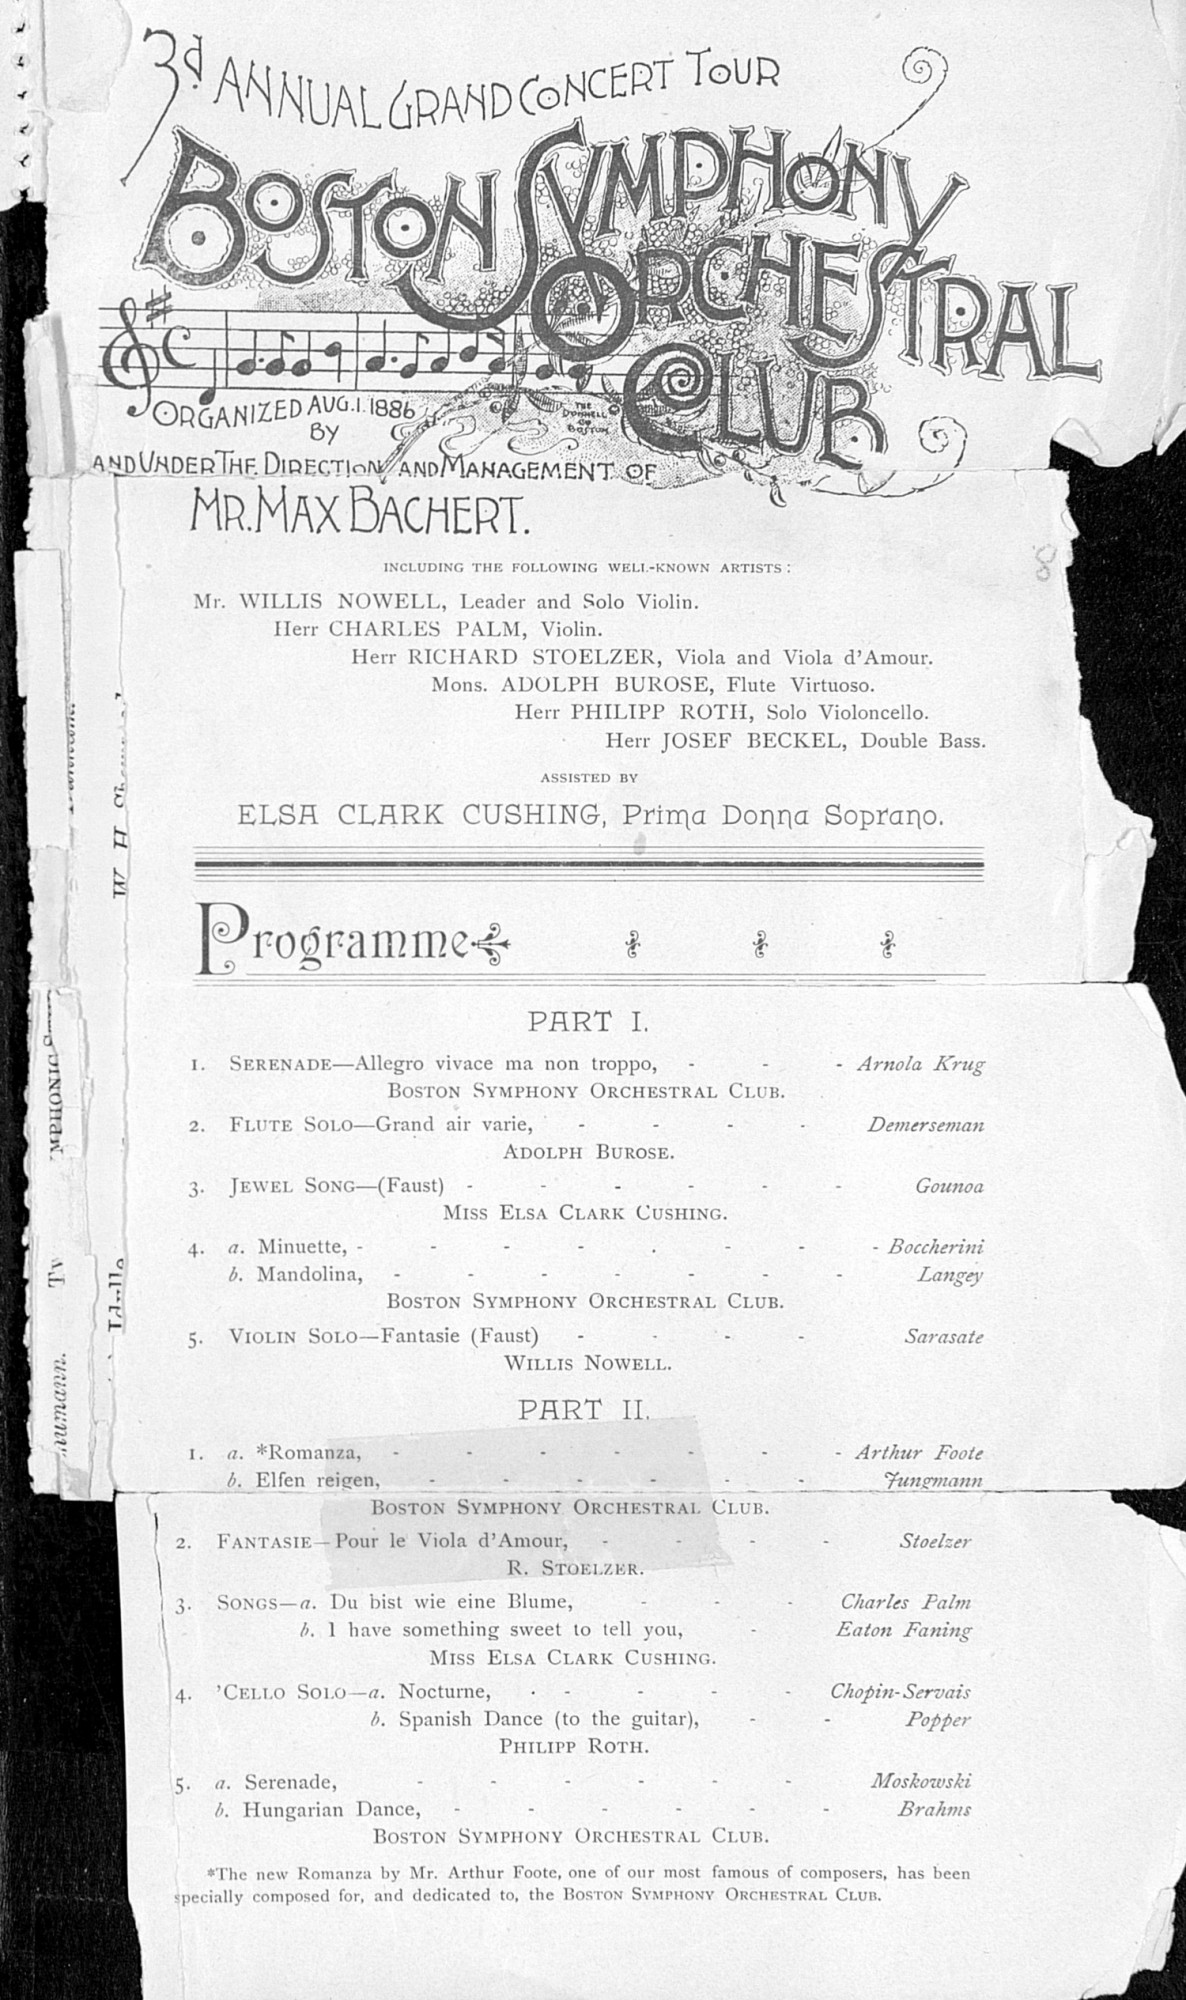 3d ANNUAL GRAND CONCERT TOUR
BOSTON SYMPHONY
ORCHESTRAL
CLUB
ORGANIZED AUG. 1. 1886
BY
THE
DONNELL
CO
BOSTON
AND UNDER THE DIRECTION AND MANAGEMENT OF
MR. MAX BACHERT.
INCLUDING THE FOLLOWING WELL-KNOWN ARTISTS:
8
Mr. WILLIS NOWELL, Leader and Solo Violin.
Herr CHARLES PALM, Violin.
Herr RICHARD STOELZER, Viola and Viola d'Amour.
Mons. ADOLPH BUROSE, Flute Virtuoso.
Herr PHILIPP ROTH, Solo Violoncello.
Herr JOSEF BECKEL, Double Bass.
ASSISTED BY
ELSA CLARK CUSHING, Prima Donna Soprano.
Programme
PART I.
1. SERENADE—Allegro vivace ma non troppo, - - - Arnola Krug
BOSTON SYMPHONY ORCHESTRAL CLUB.
2. FLUTE SOLO—Grand air varie, - - - - Demerseman
ADOLPH BUROSE.
3. JEWEL SONG—(Faust) - - - - - - Gounoa
MISS ELSA CLARK CUSHING.
4. a. Minuette, - - - - . - - - Boccherini
b. Mandolina, - - - - - - - Langey
BOSTON SYMPHONY ORCHESTRAL CLUB.
5. VIOLIN SOLO—Fantasie (Faust) - - - - Sarasate
WILLIS NOWELL.
PART II.
1. a. *Romanza, - - - - - - - Arthur Foote
b. Elfen reigen, - - - - - - Jungmann
BOSTON SYMPHONY ORCHESTRAL CLUB.
2. FANTASIE—Pour le Viola d'Amour, - - - - Stoelzer
R. STOELZER.
3. SONGS—a. Du bist wie eine Blume, - - - Charles Palm
b. I have something sweet to tell you, - Eaton Faning
MISS ELSA CLARK CUSHING.
4. 'CELLO SOLO—a. Nocturne, · - - - - Chopin-Servais
b. Spanish Dance (to the guitar), - - Popper
PHILIPP ROTH.
5. a. Serenade, - - - - - - Moskowski
b. Hungarian Dance, - - - - - - Brahms
BOSTON SYMPHONY ORCHESTRAL CLUB.
*The new Romanza by Mr. Arthur Foote, one of our most famous of composers, has been
specially composed for, and dedicated to, the BOSTON SYMPHONY ORCHESTRAL CLUB.